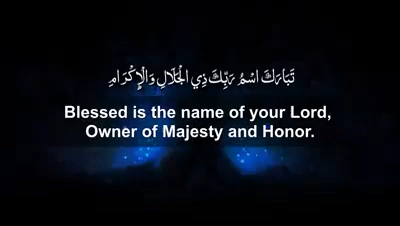 تَبَارَكَ اسْمُ رَبِّكَ ذِي الْجَلَالِ وَالْإِكْرَامِ
Blessed is the name of your Lord,
Owner of Majesty and Honor.